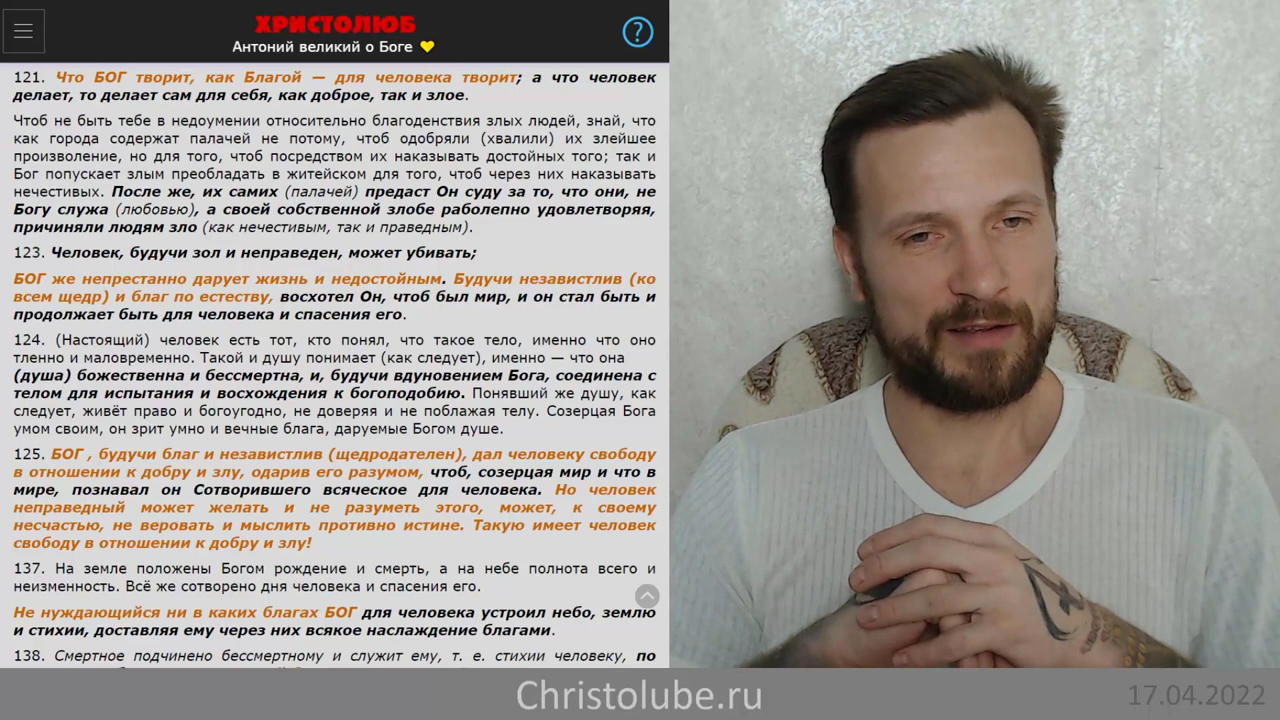 ХРИСТОЛЮБ
Антоний великий о Боге
121. Что БОГ творит, как Благой — для человека творит; а что человек
делает, то делает сам для себя, как доброе, так и злое.
Чтоб не быть тебе в недоумении относительно благоденствия злых людей, знай, что
как города содержат палачей не потому, чтоб одобряли (хвалили) их злейшее
произволение, но для того, чтоб посредством их наказывать достойных того; так и
Бог попускает злым преобладать в житейском для того, чтоб через них наказывать
нечестивых. После же, их самих (палачей) предаст Он суду за то, что они, не
Богу служа (любовью), а своей собственной злобе раболепно удовлетворяя,
причиняли людям зло (как нечестивым, так и праведным).
123. Человек, будучи зол и неправеден, может убивать;
БОГ же непрестанно дарует жизнь и недостойным. Будучи независтлив (ко
всем щедр) и благ по естеству, восхотел Он, чтоб был мир, и он стал быть и
продолжает быть для человека и спасения его.
124. (Настоящий) человек есть тот, кто понял, что такое тело, именно что оно
тленно и маловременно. Такой и душу понимает (как следует), именно — что она
(душа) божественна и бессмертна, и, будучи вдуновением Бога, соединена с
телом для испытания и восхождения к богоподобию. Понявший же душу, как
следует, живёт право и богоугодно, не доверяя и не поблажая телу. Созерцая Бога
умом своим, он зрит умно и вечные блага, даруемые Богом душе.
125. БОГ , будучи благ и независтлив (щедродателен), дал человеку свободу
в отношении к добру и злу, одарив его разумом, чтоб, созерцая мир и что в
мире, познавал он Сотворившего всяческое для человека. Но человек
неправедный может желать и не разуметь этого, может, к своему
несчастью, не веровать и мыслить противно истине. Такую имеет человек
свободу в отношении к добру и злу!
137. На земле положены Богом рождение и смерть, а на небе полнота всего и
неизменность. Всё же сотворено дня человека и спасения его.
Не нуждающийся ни в каких благах БОГ для человека устроил небо, землю
и стихии, доставляя ему через них всякое наслаждение благами.
138. Смертное подчинено бессмертному и служит ему, т. е. стихии человеку, по
Christolube.ru
17.04.2022